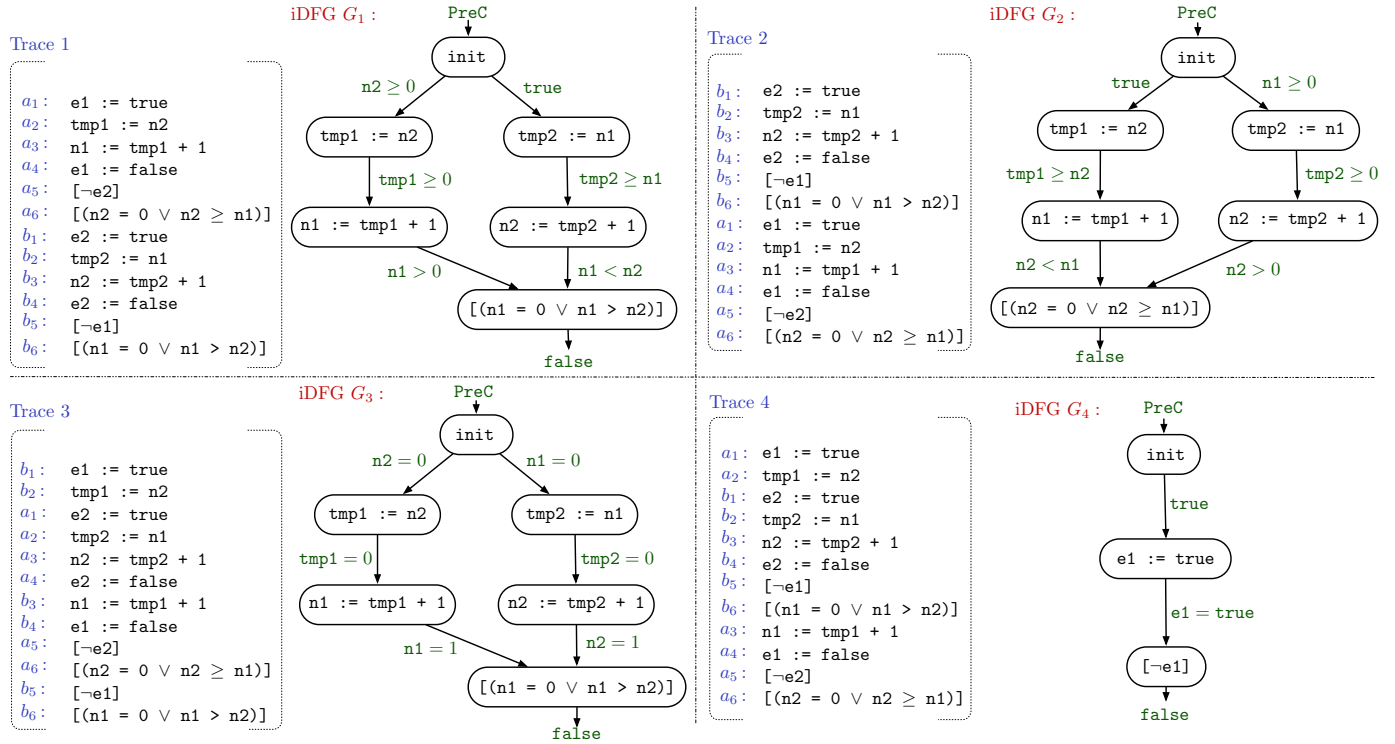 iDFG G₁ :
PreC
Trace 1
init
n2 ≥ 0
true
a₁: e1 := true
a₂: tmp1 := n2
a₃: n1 := tmp1 + 1
a₄: e1 := false
a₅: [¬e2]
a₆: [(n2 = 0 ∨ n2 ≥ n1)]
b₁: e2 := true
b₂: tmp2 := n1
b₃: n2 := tmp2 + 1
b₄: e2 := false
b₅: [¬e1]
b₆: [(n1 = 0 ∨ n1 > n2)]
tmp1 := n2
tmp2 := n1
tmp1 ≥ 0
tmp2 ≥ n1
n1 := tmp1 + 1
n2 := tmp2 + 1
n1 > 0
n1 < n2
[(n1 = 0 ∨ n1 > n2)]
false
iDFG G₂ :
PreC
Trace 2
init
true
n1 ≥ 0
b₁: e2 := true
b₂: tmp2 := n1
b₃: n2 := tmp2 + 1
b₄: e2 := false
b₅: [¬e1]
b₆: [(n1 = 0 ∨ n1 > n2)]
a₁: e1 := true
a₂: tmp1 := n2
a₃: n1 := tmp1 + 1
a₄: e1 := false
a₅: [¬e2]
a₆: [(n2 = 0 ∨ n2 ≥ n1)]
tmp1 := n2
tmp2 := n1
tmp1 ≥ n2
tmp2 ≥ 0
n1 := tmp1 + 1
n2 := tmp2 + 1
n2 < n1
n2 > 0
[(n2 = 0 ∨ n2 ≥ n1)]
false
iDFG G₃ :
PreC
Trace 3
init
n2 = 0
n1 = 0
b₁: e1 := true
b₂: tmp1 := n2
a₁: e2 := true
a₂: tmp2 := n1
a₃: n2 := tmp2 + 1
a₄: e2 := false
b₃: n1 := tmp1 + 1
b₄: e1 := false
a₅: [¬e2]
a₆: [(n2 = 0 ∨ n2 ≥ n1)]
b₅: [¬e1]
b₆: [(n1 = 0 ∨ n1 > n2)]
tmp1 := n2
tmp2 := n1
tmp1 = 0
tmp2 = 0
n1 := tmp1 + 1
n2 := tmp2 + 1
n1 = 1
n2 = 1
[(n1 = 0 ∨ n1 > n2)]
false
Trace 4
iDFG G₄ :
PreC
init
a₁: e1 := true
a₂: tmp1 := n2
b₁: e2 := true
b₂: tmp2 := n1
b₃: n2 := tmp2 + 1
b₄: e2 := false
b₅: [¬e1]
b₆: [(n1 = 0 ∨ n1 > n2)]
a₃: n1 := tmp1 + 1
a₄: e1 := false
a₅: [¬e2]
a₆: [(n2 = 0 ∨ n2 ≥ n1)]
true
e1 := true
e1 = true
[¬e1]
false